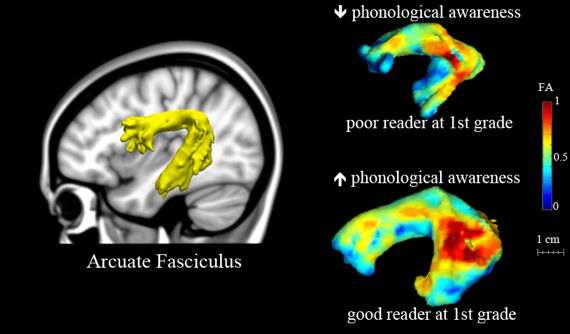 Arcuate Fasciculus
🡻 phonological awareness
poor reader at 1st grade
🡹 phonological awareness
good reader at 1st grade
FA
1
0.5
0
1 cm